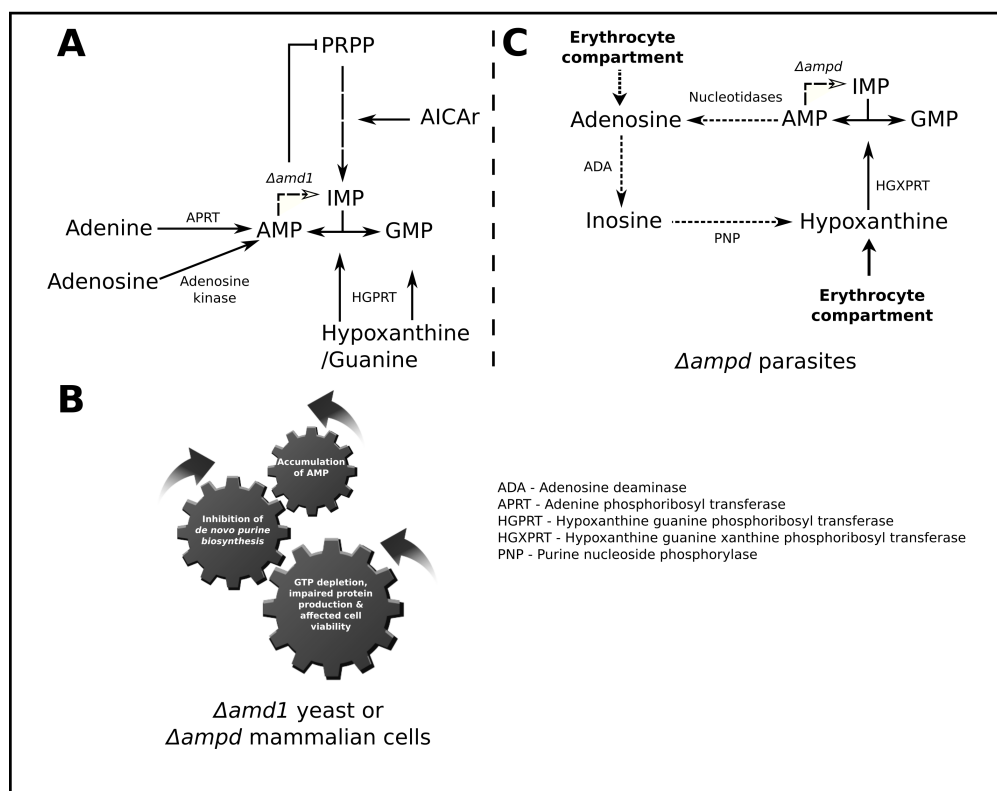 A
PRPP
AICAr
Δamd1
IMP
Adenine
APRT
AMP
GMP
Adenosine
Adenosine
kinase
HGPRT
Hypoxanthine
/Guanine
C
Erythrocyte
compartment
Δampd
IMP
Nucleotidases
Adenosine
AMP
GMP
ADA
HGXPRT
Inosine
Hypoxanthine
PNP
Erythrocyte
compartment
Δampd parasites
B
Accumulation
of AMP
Inhibition of
de novo purine
biosynthesis
GTP depletion,
impaired protein
production &
affected cell
viability
Δamd1 yeast or
Δampd mammalian cells
ADA - Adenosine deaminase
APRT - Adenine phosphoribosyl transferase
HGPRT - Hypoxanthine guanine phosphoribosyl transferase
HGXPRT - Hypoxanthine guanine xanthine phosphoribosyl transferase
PNP - Purine nucleoside phosphorylase